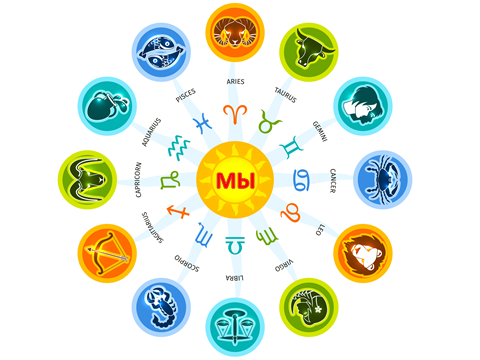 ARIES
TAURUS
GEMINI
CANCER
LEO
VIRGO
LIBRA
SCORPIO
SAGITTARIUS
CAPRICORN
AQUARIUS
PISCES
МЫ